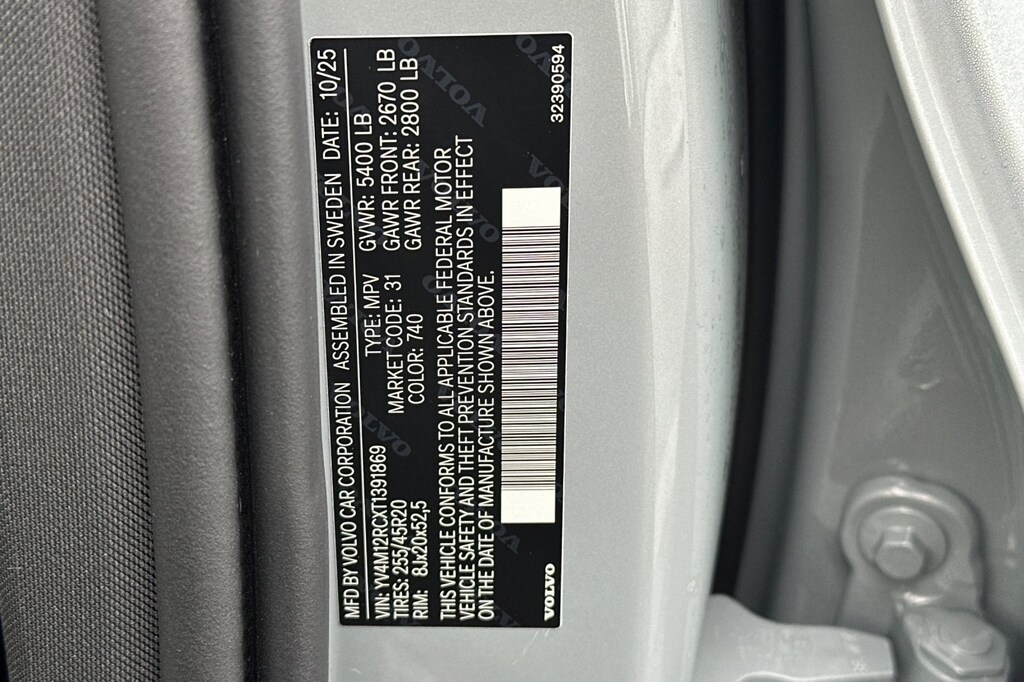 MFD BY VOLVO CAR CORPORATION ASSEMBLED IN SWEDEN DATE: 10/25
VIN: YV4M12RCXT1391869 TYPE: MPV GVWR: 5400 LB
TIRES: 255/45R20 MARKET CODE: 31 GAWR FRONT: 2670 LB
RIM: 8Jx20x52,5 COLOR: 740 GAWR REAR: 2800 LB
THIS VEHICLE CONFORMS TO ALL APPLICABLE FEDERAL MOTOR
VEHICLE SAFETY AND THEFT PREVENTION STANDARDS IN EFFECT
ON THE DATE OF MANUFACTURE SHOWN ABOVE.
VOLVO 32390594